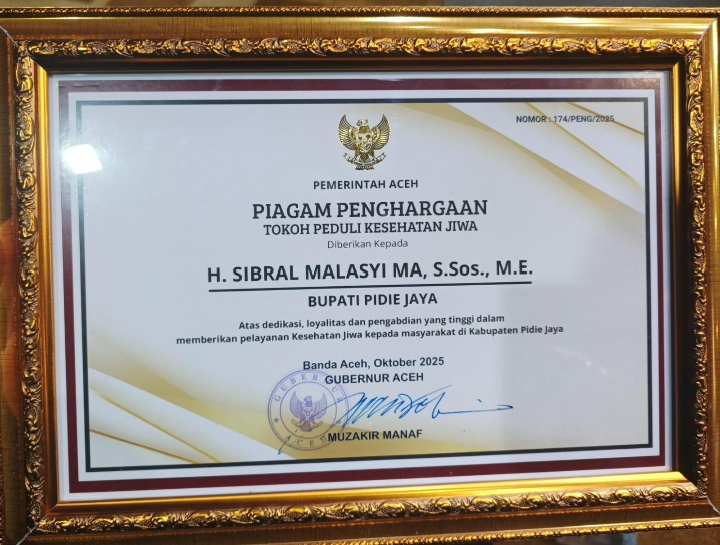 NOMOR : 174/PENG/2025
PEMERINTAH ACEH
PIAGAM PENGHARGAAN
TOKOH PEDULI KESEHATAN JIWA
Diberikan Kepada
H. SIBRAL MALASYI MA, S.Sos., M.E.
BUPATI PIDIE JAYA
Atas dedikasi, loyalitas dan pengabdian yang tinggi dalam
memberikan pelayanan Kesehatan Jiwa kepada masyarakat di Kabupaten Pidie Jaya
Banda Aceh, Oktober 2025
GUBERNUR ACEH
GUBERNUR
ACEH
MUZAKIR MANAF